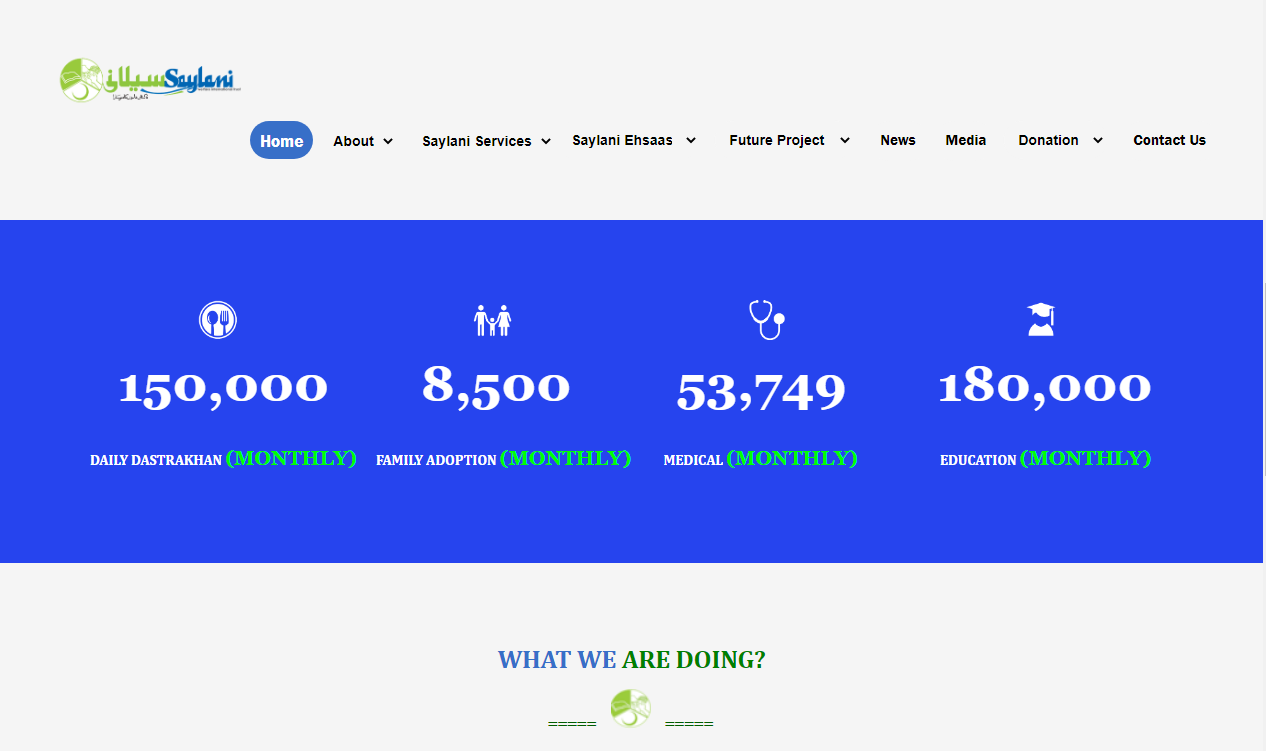 سیلانی Saylani
Home About Saylani Services Saylani Ehsaas Future Project News Media Donation Contact Us
150,000 8,500 53,749 180,000
DAILY DASTRAKHAN (MONTHLY) FAMILY ADOPTION (MONTHLY) MEDICAL (MONTHLY) EDUCATION (MONTHLY)
WHAT WE ARE DOING?
===== =====